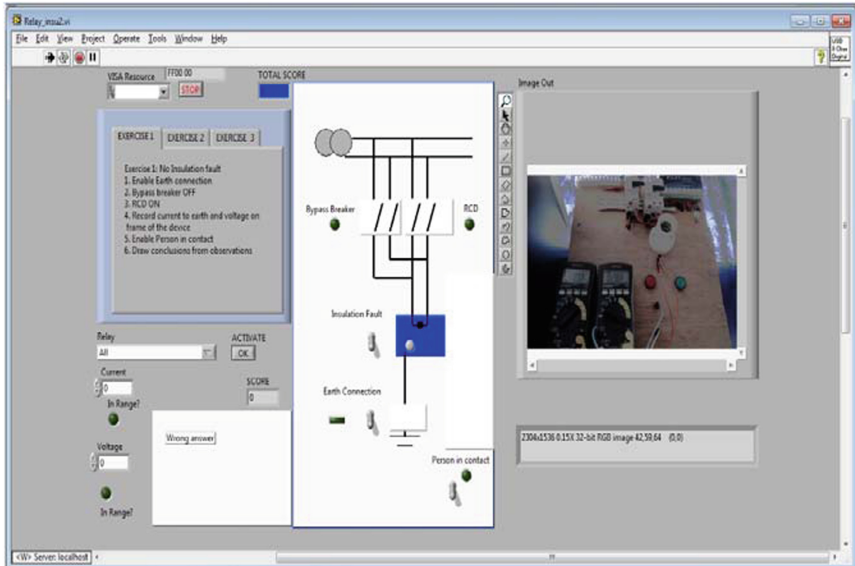 Relay_insu2.vi
File Edit View Project Operate Tools Window Help
VISA Resource
FF00 00
STOP
TOTAL SCORE
Image Out
EXERCISE 1 EXERCISE 2 EXERCISE 3
Exercise 1: No Insulation fault
1. Enable Earth connection
2. Bypass breaker OFF
3. RCD ON
4. Record current to earth and voltage on
frame of the device
5. Enable Person in contact
6. Draw conclusions from observations
Bypass Breaker
RCD
Insulation Fault
Relay
All
ACTIVATE
OK
Current
0
In Range?
SCORE
0
Earth Connection
Wrong answer
Voltage
0
In Range?
Person in contact
2304x1536 0.15X 32-bit RGB image 42,59,64 (0,0)
<W> Server: localhost